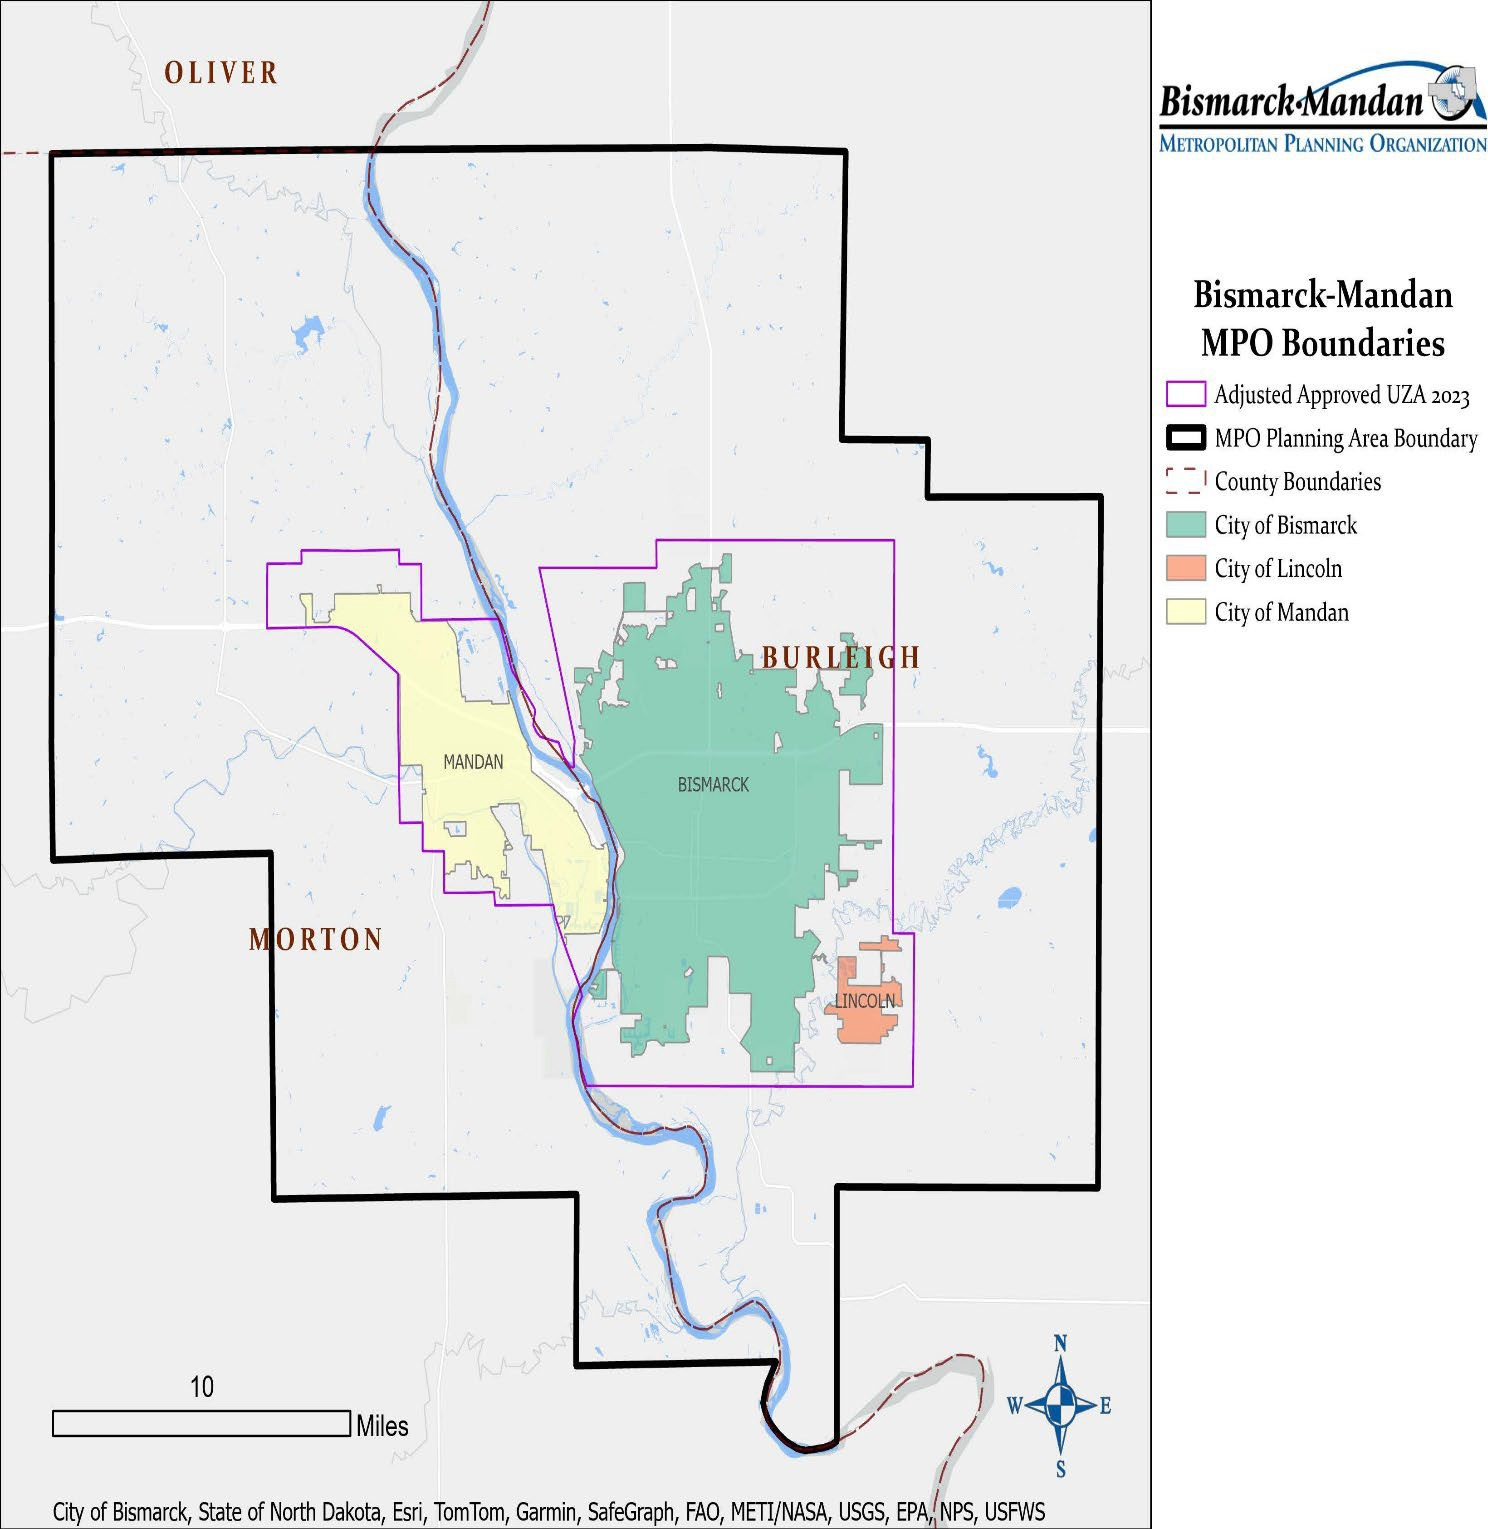 OLIVER
Bismarck-Mandan
METROPOLITAN PLANNING ORGANIZATION
Bismarck-Mandan
MPO Boundaries
Adjusted Approved UZA 2023
MPO Planning Area Boundary
County Boundaries
City of Bismarck
City of Lincoln
City of Mandan
BURLEIGH
MANDAN
BISMARCK
MORTON
LINCOLN
N
W E
S
10
Miles
City of Bismarck, State of North Dakota, Esri, TomTom, Garmin, SafeGraph, FAO, METI/NASA, USGS, EPA, NPS, USFWS